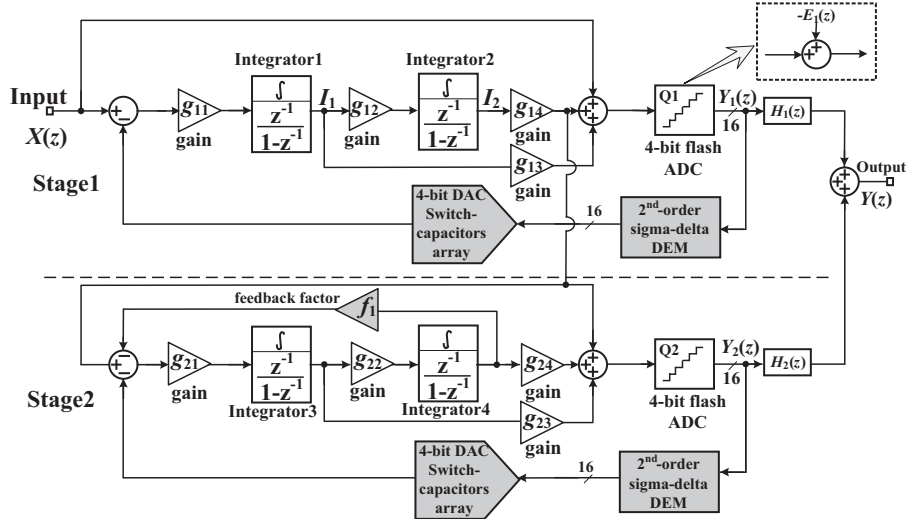 -E1(z)
Integrator1
Integrator2
Input
X(z)
g11
gain
∫
z-1
1-z-1
I1
g12
gain
∫
z-1
1-z-1
I2
g14
gain
g13
gain
Q1
4-bit flash
ADC
Y1(z)
16
H1(z)
Output
Y(z)
Stage1
4-bit DAC
Switch-
capacitors
array
16
2nd-order
sigma-delta
DEM
feedback factor
f1
g21
gain
∫
z-1
1-z-1
Integrator3
g22
gain
∫
z-1
1-z-1
Integrator4
g24
gain
g23
gain
Q2
4-bit flash
ADC
Y2(z)
16
H2(z)
Stage2
4-bit DAC
Switch-
capacitors
array
16
2nd-order
sigma-delta
DEM